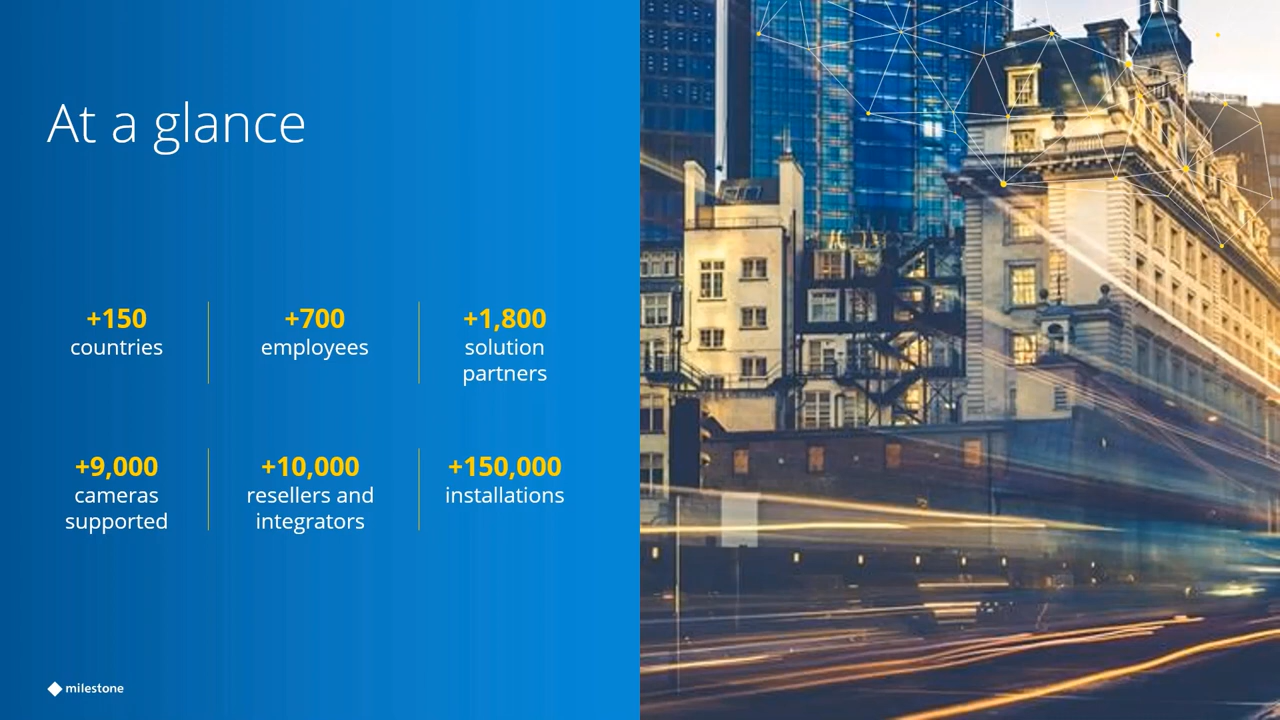 At a glance
+150
countries
+700
employees
+1,800
solution
partners
+9,000
cameras
supported
+10,000
resellers and
integrators
+150,000
installations
milestone